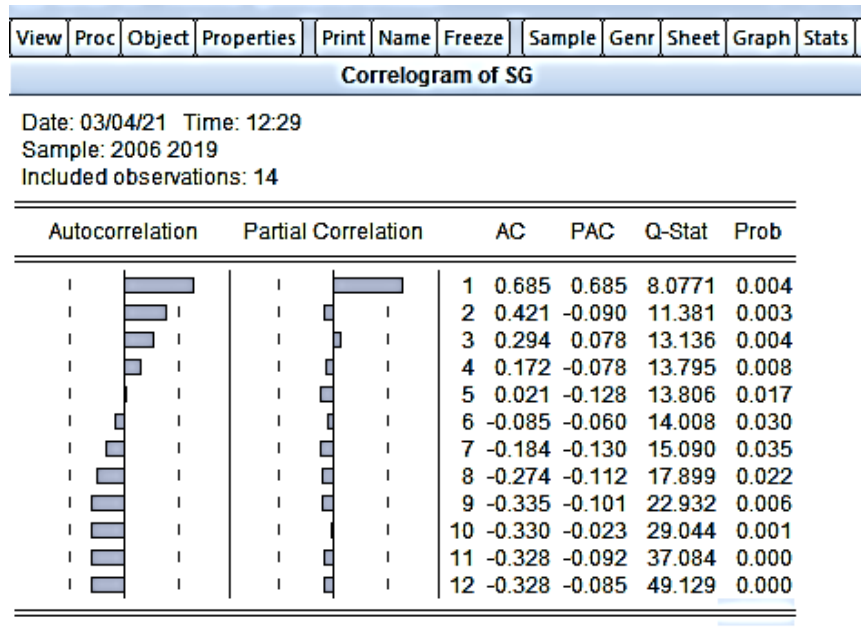 View Proc Object Properties Print Name Freeze Sample Genr Sheet Graph Stats
Correlogram of SG
Date: 03/04/21 Time: 12:29
Sample: 2006 2019
Included observations: 14
Autocorrelation Partial Correlation AC PAC Q-Stat Prob
1 0.685 0.685 8.0771 0.004
2 0.421 -0.090 11.381 0.003
3 0.294 0.078 13.136 0.004
4 0.172 -0.078 13.795 0.008
5 0.021 -0.128 13.806 0.017
6 -0.085 -0.060 14.008 0.030
7 -0.184 -0.130 15.090 0.035
8 -0.274 -0.112 17.899 0.022
9 -0.335 -0.101 22.932 0.006
10 -0.330 -0.023 29.044 0.001
11 -0.328 -0.092 37.084 0.000
12 -0.328 -0.085 49.129 0.000